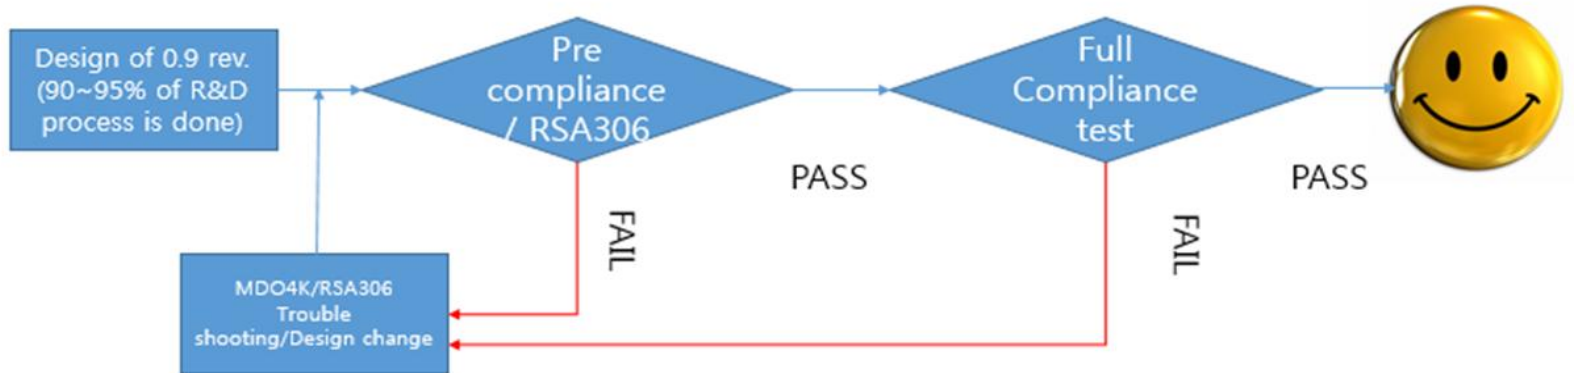 Design of 0.9 rev.
(90~95% of R&D
process is done)
Pre
compliance
/ RSA306
PASS
FAIL
Full
Compliance
test
PASS
FAIL
MDO4K/RSA306
Trouble
shooting/Design change